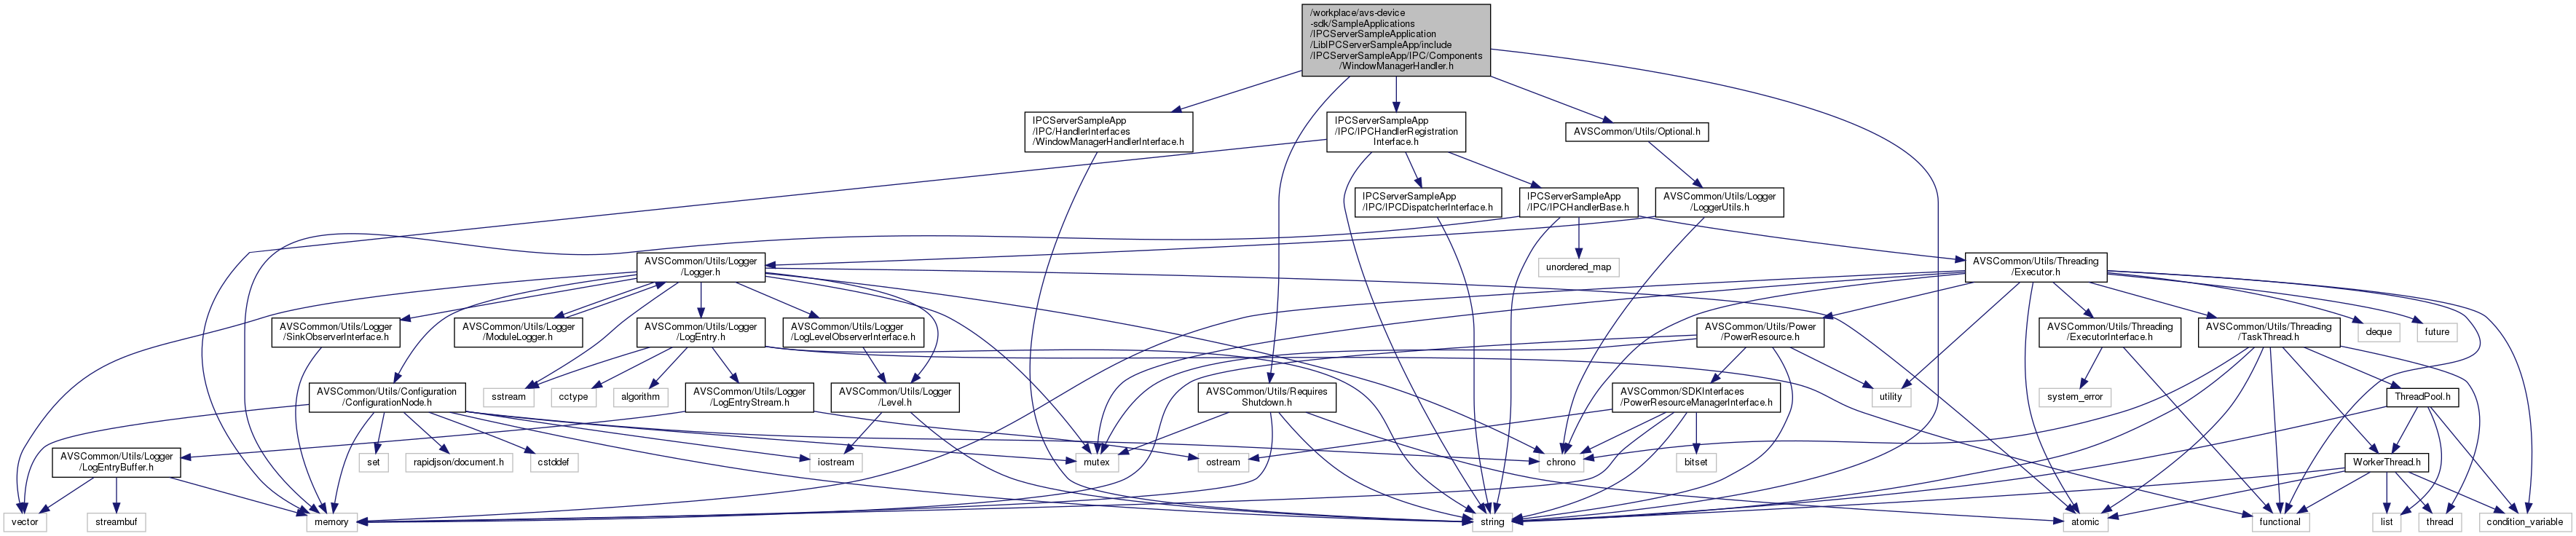 /workplace/avs-device
-sdk/SampleApplications
/IPCServerSampleApplication
/LibIPCServerSampleApp/include
/IPCServerSampleApp/IPC/Components
/WindowManagerHandler.h
IPCServerSampleApp
/IPC/HandlerInterfaces
/WindowManagerHandlerInterface.h
IPCServerSampleApp
/IPC/IPCHandlerRegistration
Interface.h
AVSCommon/Utils/Optional.h
IPCServerSampleApp
/IPC/IPCDispatcherInterface.h
IPCServerSampleApp
/IPC/IPCHandlerBase.h
AVSCommon/Utils/Logger
/LoggerUtils.h
AVSCommon/Utils/Logger
/Logger.h
unordered_map
AVSCommon/Utils/Threading
/Executor.h
AVSCommon/Utils/Logger
/SinkObserverInterface.h
AVSCommon/Utils/Logger
/ModuleLogger.h
AVSCommon/Utils/Logger
/LogEntry.h
AVSCommon/Utils/Logger
/LogLevelObserverInterface.h
AVSCommon/Utils/Power
/PowerResource.h
AVSCommon/Utils/Threading
/ExecutorInterface.h
AVSCommon/Utils/Threading
/TaskThread.h
deque
future
AVSCommon/Utils/Configuration
/ConfigurationNode.h
sstream
cctype
algorithm
AVSCommon/Utils/Logger
/LogEntryStream.h
AVSCommon/Utils/Logger
/Level.h
AVSCommon/Utils/Requires
Shutdown.h
AVSCommon/SDKInterfaces
/PowerResourceManagerInterface.h
utility
system_error
ThreadPool.h
AVSCommon/Utils/Logger
/LogEntryBuffer.h
set
rapidjson/document.h
cstddef
iostream
mutex
ostream
chrono
bitset
WorkerThread.h
vector
streambuf
memory
string
atomic
functional
list
thread
condition_variable